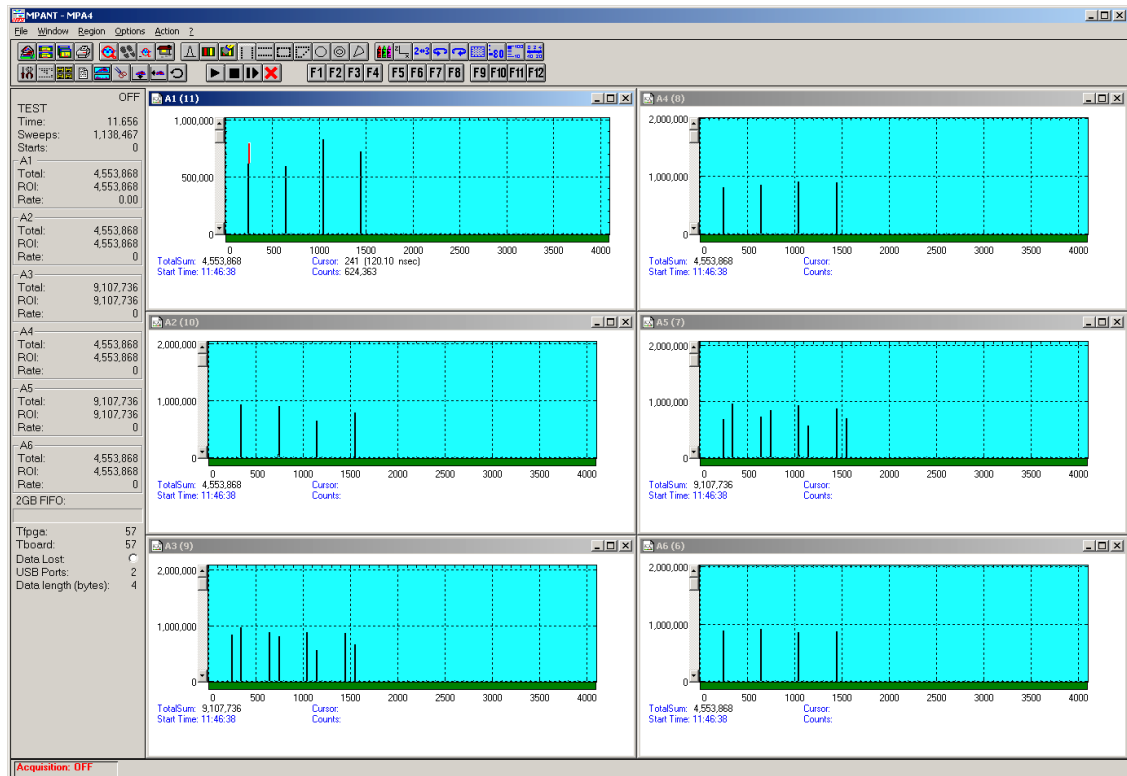 MPANT - MPA4
File Window Region Options Action ?
F1 F2 F3 F4 F5 F6 F7 F8 F9 F10 F11 F12
OFF
TEST
Time: 11.656
Sweeps: 1,138,467
Starts: 0
A1
Total: 4,553,868
ROI: 4,553,868
Rate: 0.00
A2
Total: 4,553,868
ROI: 4,553,868
Rate: 0
A3
Total: 9,107,736
ROI: 9,107,736
Rate: 0
A4
Total: 4,553,868
ROI: 4,553,868
Rate: 0
A5
Total: 9,107,736
ROI: 9,107,736
Rate: 0
A6
Total: 4,553,868
ROI: 4,553,868
Rate: 0
2GB FIFO:
Tfpga: 57
Tboard: 57
Data Lost:
USB Ports: 2
Data length (bytes): 4
A1 (11)
1,000,000
500,000
0
0 500 1000 1500 2000 2500 3000 3500 4000
TotalSum: 4,553,868 Cursor: 241 (120.10 nsec)
Start Time: 11:46:38 Counts: 624,363
A4 (8)
2,000,000
1,000,000
0
0 500 1000 1500 2000 2500 3000 3500 4000
TotalSum: 4,553,868 Cursor:
Start Time: 11:46:38 Counts:
A2 (10)
2,000,000
1,000,000
0
0 500 1000 1500 2000 2500 3000 3500 4000
TotalSum: 4,553,868 Cursor:
Start Time: 11:46:38 Counts:
A5 (7)
2,000,000
1,000,000
0
0 500 1000 1500 2000 2500 3000 3500 4000
TotalSum: 9,107,736 Cursor:
Start Time: 11:46:38 Counts:
A3 (9)
2,000,000
1,000,000
0
0 500 1000 1500 2000 2500 3000 3500 4000
TotalSum: 9,107,736 Cursor:
Start Time: 11:46:38 Counts:
A6 (6)
2,000,000
1,000,000
0
0 500 1000 1500 2000 2500 3000 3500 4000
TotalSum: 4,553,868 Cursor:
Start Time: 11:46:38 Counts:
Acquisition: OFF